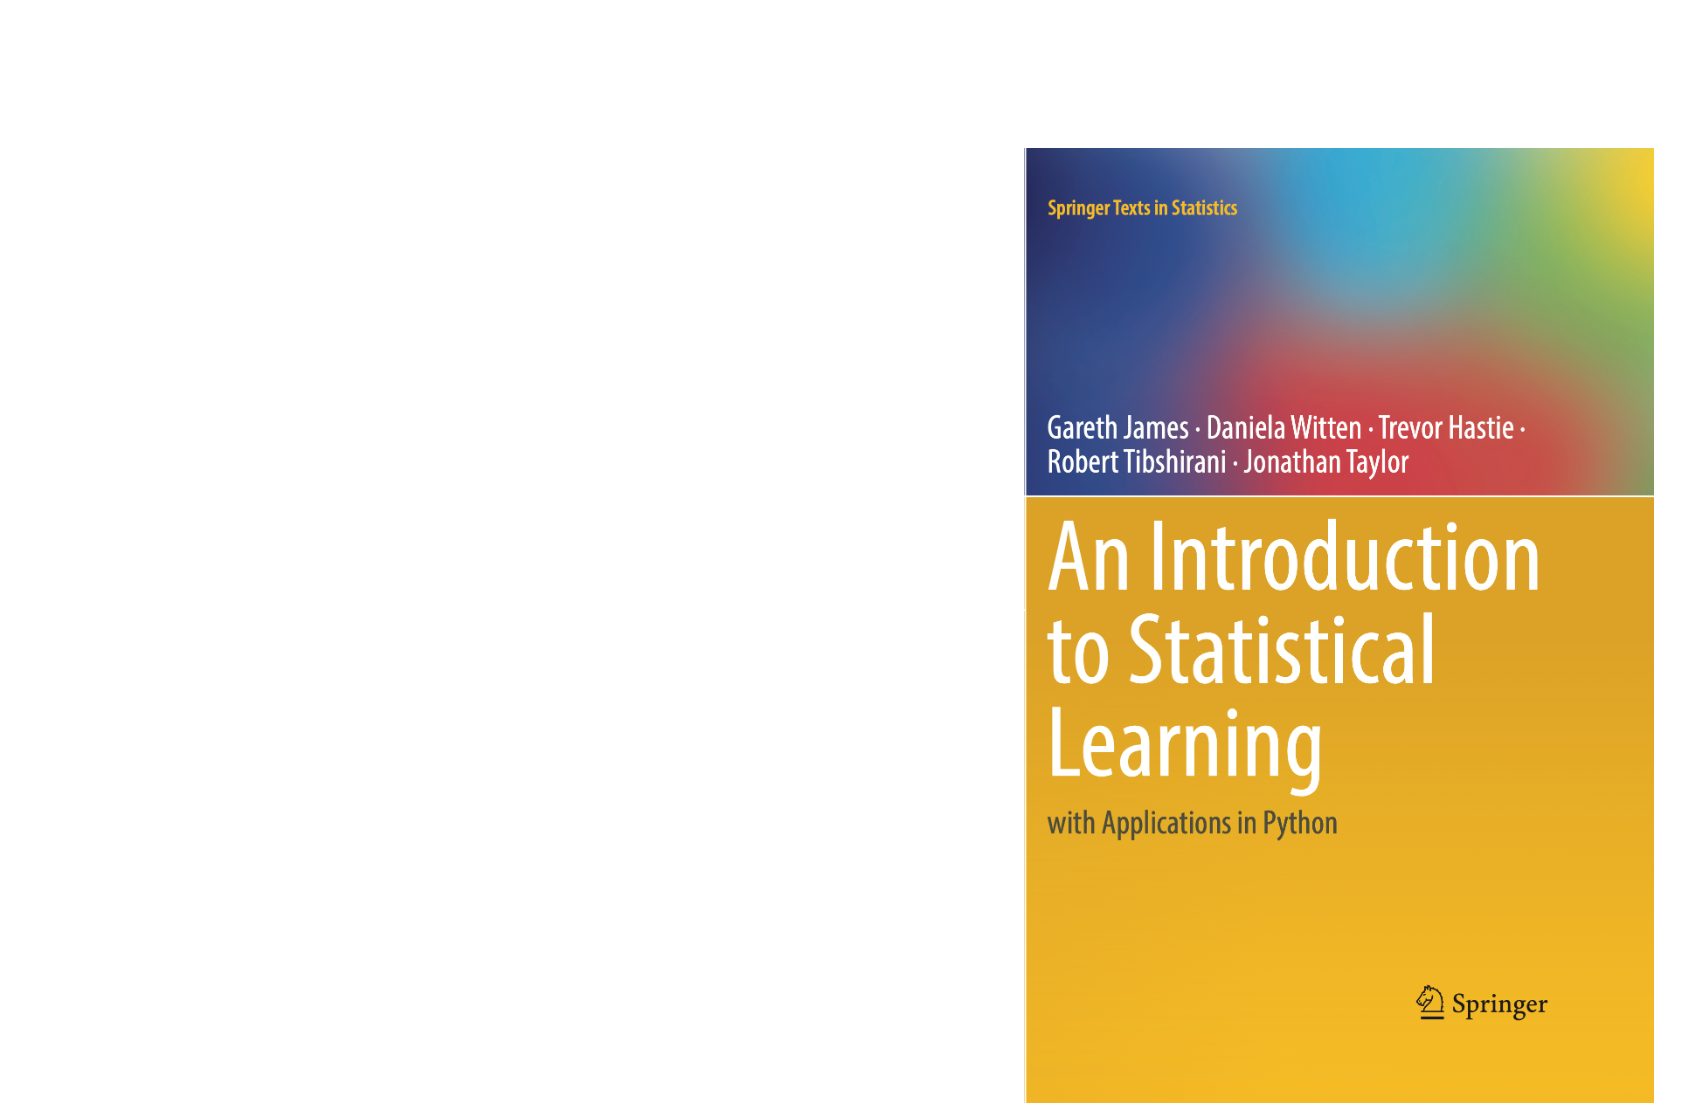 Springer Texts in Statistics
Gareth James · Daniela Witten · Trevor Hastie ·
Robert Tibshirani · Jonathan Taylor
An Introduction
to Statistical
Learning
with Applications in Python
Springer